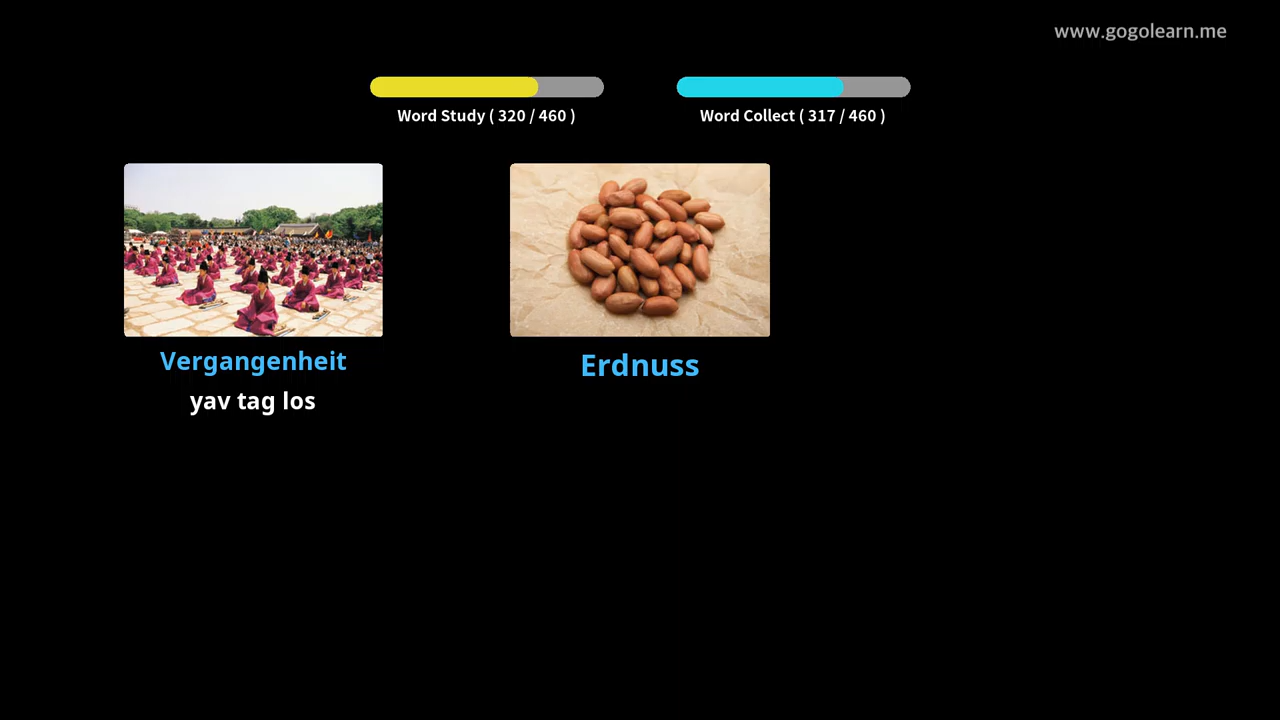 www.gogolearn.me
Word Study ( 320 / 460 )
Word Collect ( 317 / 460 )
Vergangenheit
yav tag los
Erdnuss